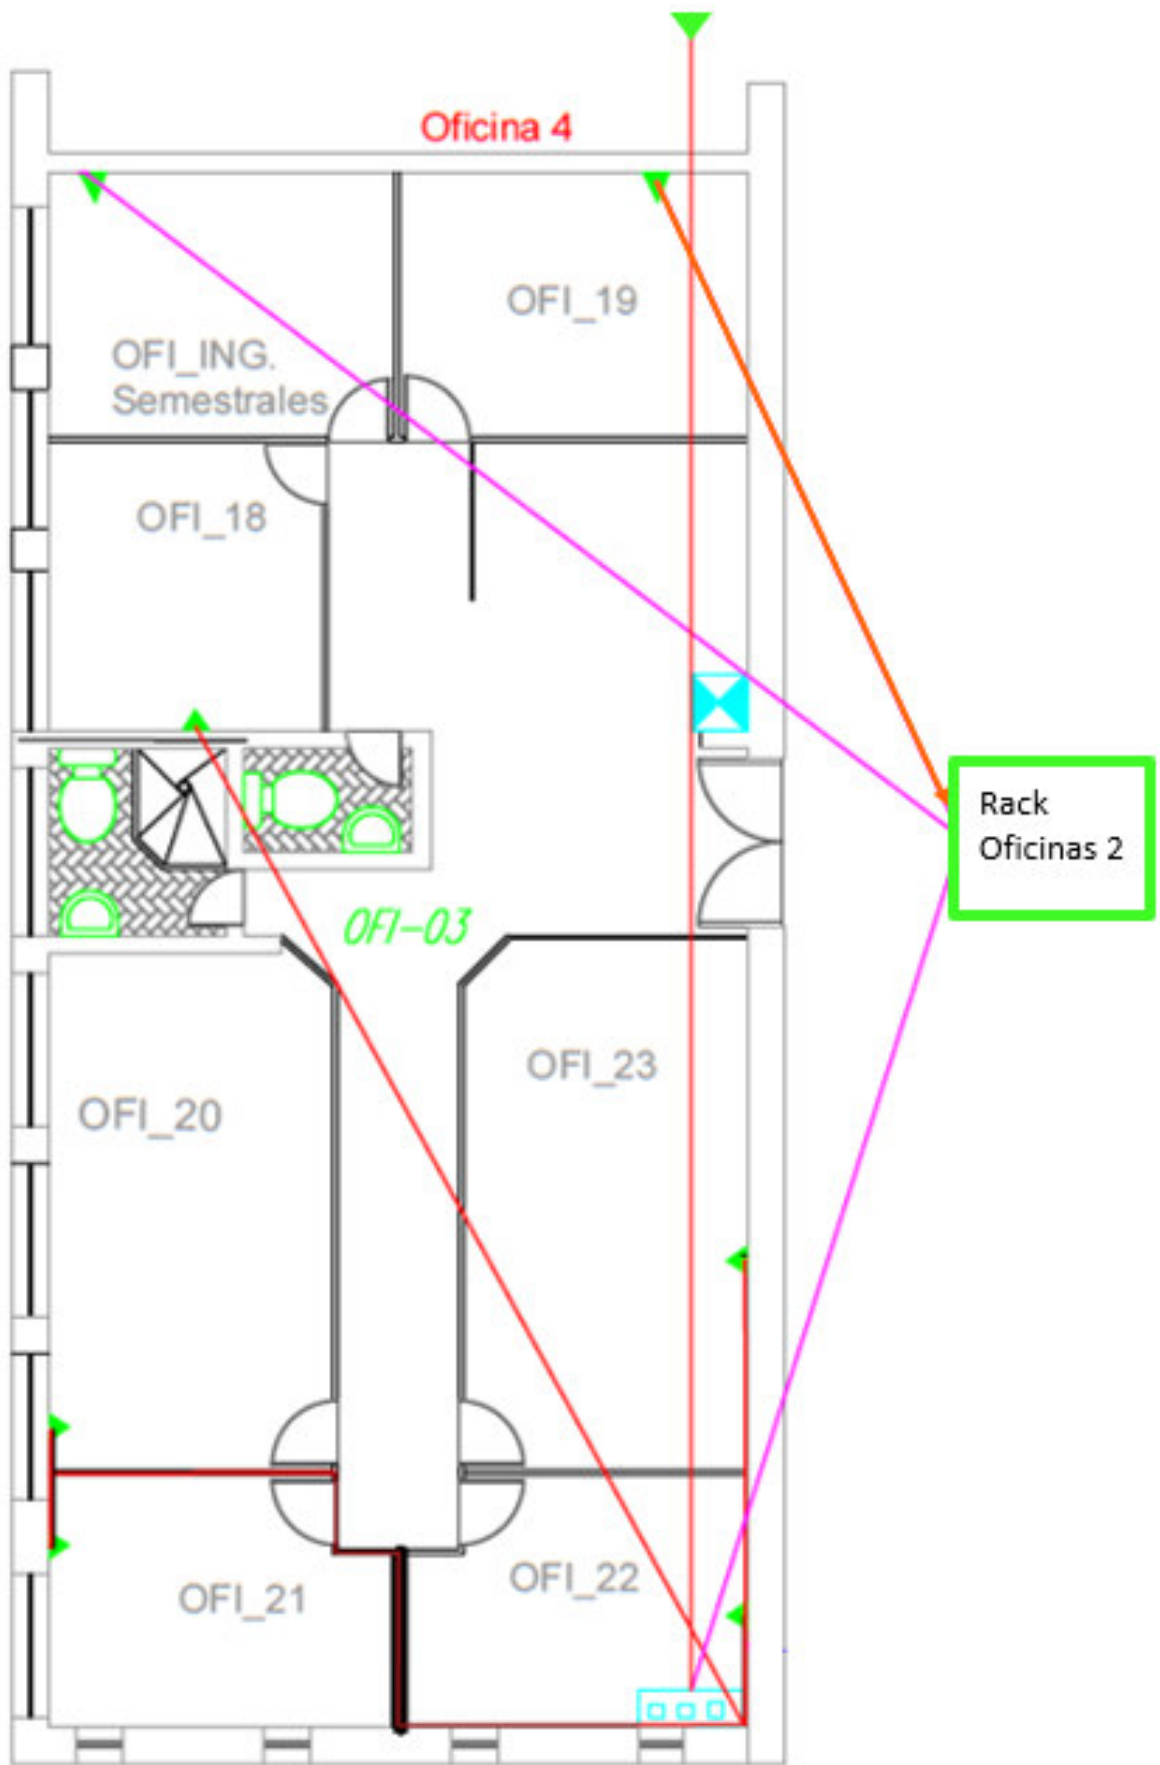 Oficina 4
OFI_19
OFI_ING.
Semestrales
OFI_18
Rack
Oficinas 2
OFI-03
OFI_23
OFI_20
OFI_22
OFI_21